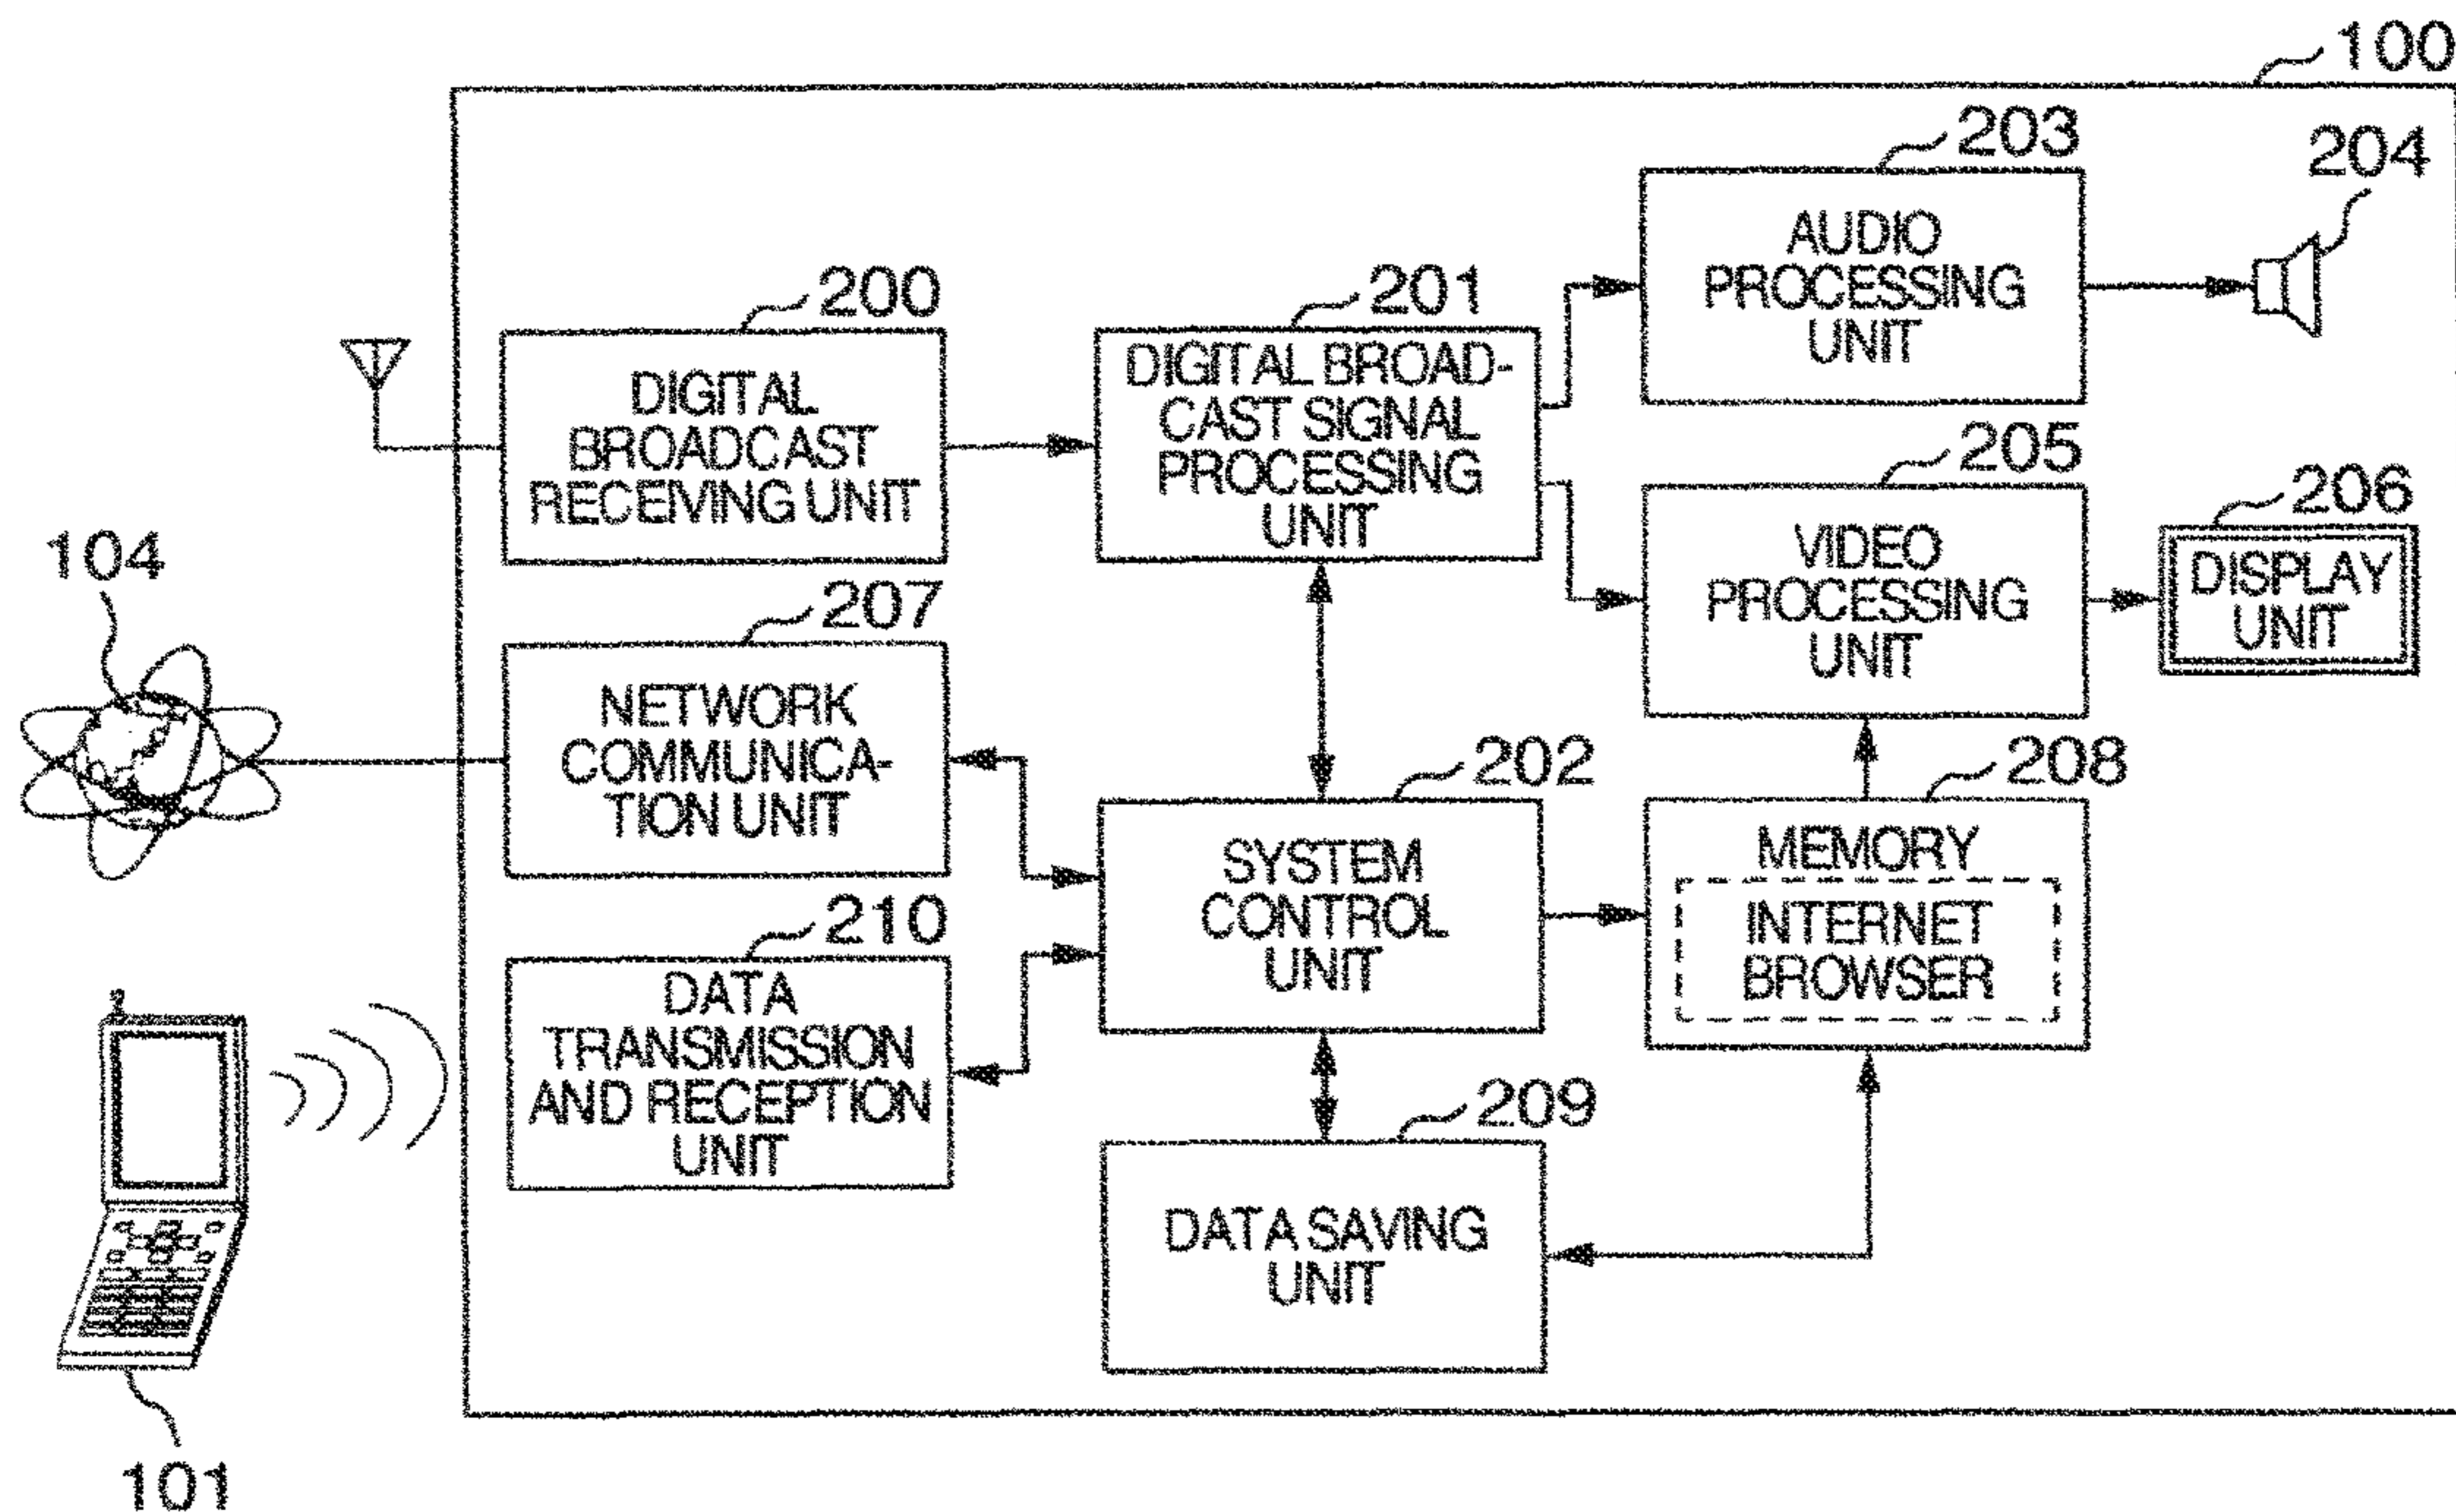 100
203
204
AUDIO
PROCESSING
UNIT
200
201
DIGITAL
BROADCAST
RECEIVING UNIT
DIGITAL BROAD-
CAST SIGNAL
PROCESSING
UNIT
205
206
VIDEO
PROCESSING
UNIT
DISPLAY
UNIT
104
207
NETWORK
COMMUNICA-
TION UNIT
202
SYSTEM
CONTROL
UNIT
208
MEMORY
INTERNET
BROWSER
210
DATA
TRANSMISSION
AND RECEPTION
UNIT
209
DATA SAVING
UNIT
101